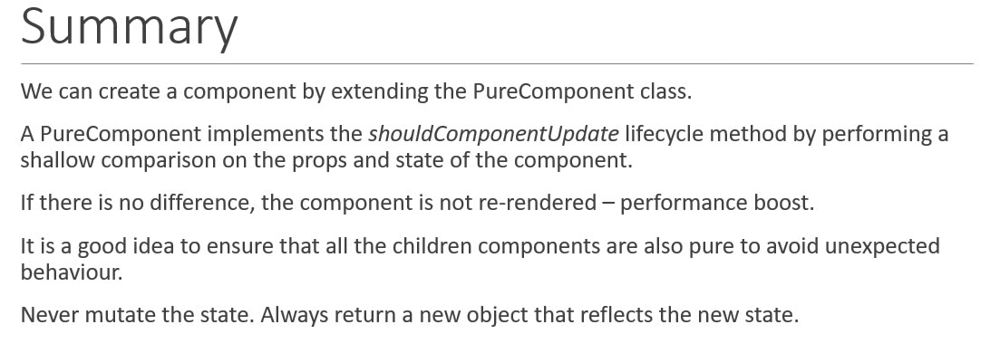 Summary
We can create a component by extending the PureComponent class.
A PureComponent implements the shouldComponentUpdate lifecycle method by performing a
shallow comparison on the props and state of the component.
If there is no difference, the component is not re-rendered – performance boost.
It is a good idea to ensure that all the children components are also pure to avoid unexpected
behaviour.
Never mutate the state. Always return a new object that reflects the new state.